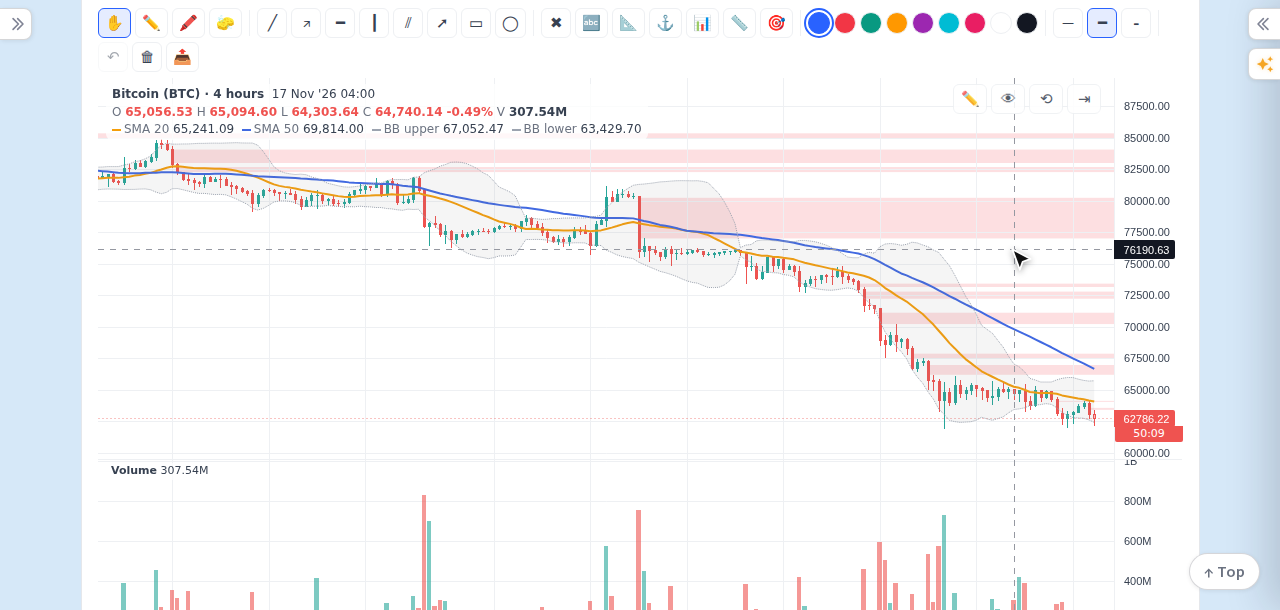 Bitcoin (BTC) · 4 hours 17 Nov '26 04:00
O 65,056.53 H 65,094.60 L 64,303.64 C 64,740.14 -0.49% V 307.54M
SMA 20 65,241.09 SMA 50 69,814.00 BB upper 67,052.47 BB lower 63,429.70
87500.00
85000.00
82500.00
80000.00
77500.00
76190.63
75000.00
72500.00
70000.00
67500.00
65000.00
62786.22
50:09
60000.00
Volume 307.54M
1B
800M
600M
400M
↑ Top